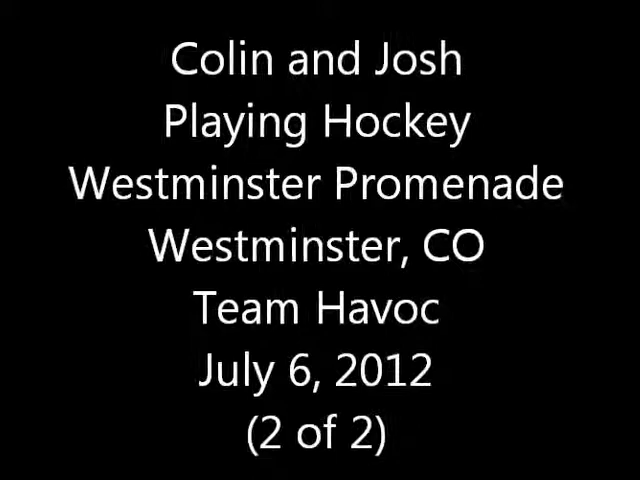 Colin and Josh
Playing Hockey
Westminster Promenade
Westminster, CO
Team Havoc
July 6, 2012
(2 of 2)